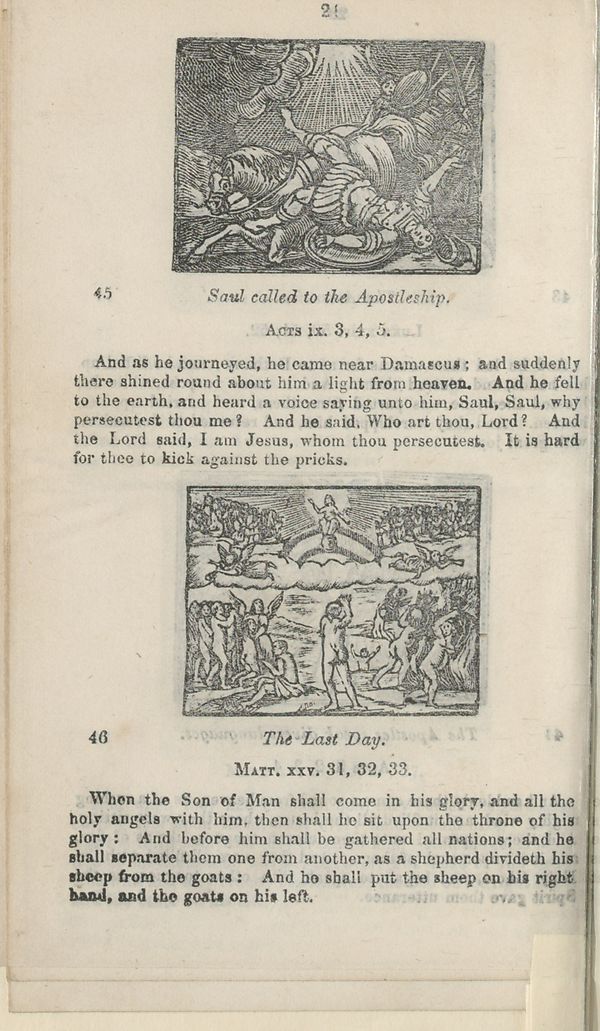 21
45
Saul called to the Apostleship.
ACTS ix. 3, 4, 5.
And as he journeyed, he came near Damascus; and suddenly
there shined round about him a light from heaven. And he fell
to the earth, and heard a voice saying unto him, Saul, Saul, why
persecutest thou me? And he said, Who art thou, Lord? And
the Lord said, I am Jesus, whom thou persecutest. It is hard
for thee to kick against the pricks.
46
The Last Day.
MATT. XXV. 31, 32, 33.
When the Son of Man shall come in his glory, and all the
holy angels with him, then shall he sit upon the throne of his
glory: And before him shall be gathered all nations; and he
shall separate them one from another, as a shepherd divideth his
sheep from the goats: And he shall put the sheep on his right
hand, and the goats on his left.